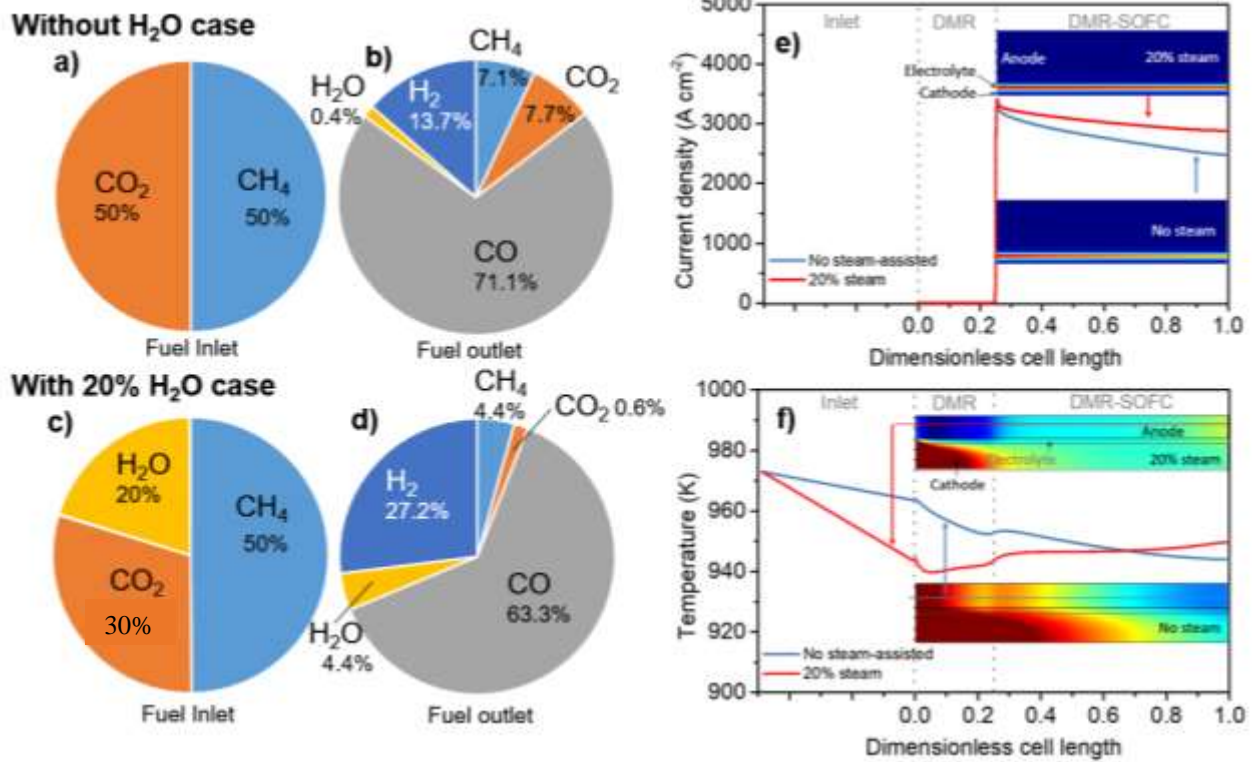 Without H₂O case
a)
CO₂
50%
CH₄
50%
Fuel Inlet
b)
H₂O
0.4%
H₂
13.7%
CH₄
7.1%
CO₂
7.7%
CO
71.1%
Fuel outlet
With 20% H₂O case
c)
H₂O
20%
CH₄
50%
CO₂
30%
Fuel Inlet
d)
CH₄
4.4%
CO₂ 0.6%
H₂
27.2%
CO
63.3%
H₂O
4.4%
Fuel outlet
e)
Inlet
DMR
DMR-SOFC
Anode
20% steam
Electrolyte
Cathode
No steam
No steam-assisted
20% steam
Current density (A cm⁻²)
5000
4000
3000
2000
1000
0
0.0 0.2 0.4 0.6 0.8 1.0
Dimensionless cell length
f)
Inlet
DMR
DMR-SOFC
Anode
Electrolyte
20% steam
Cathode
No steam
No steam-assisted
20% steam
Temperature (K)
1000
980
960
940
920
900
0.0 0.2 0.4 0.6 0.8 1.0
Dimensionless cell length